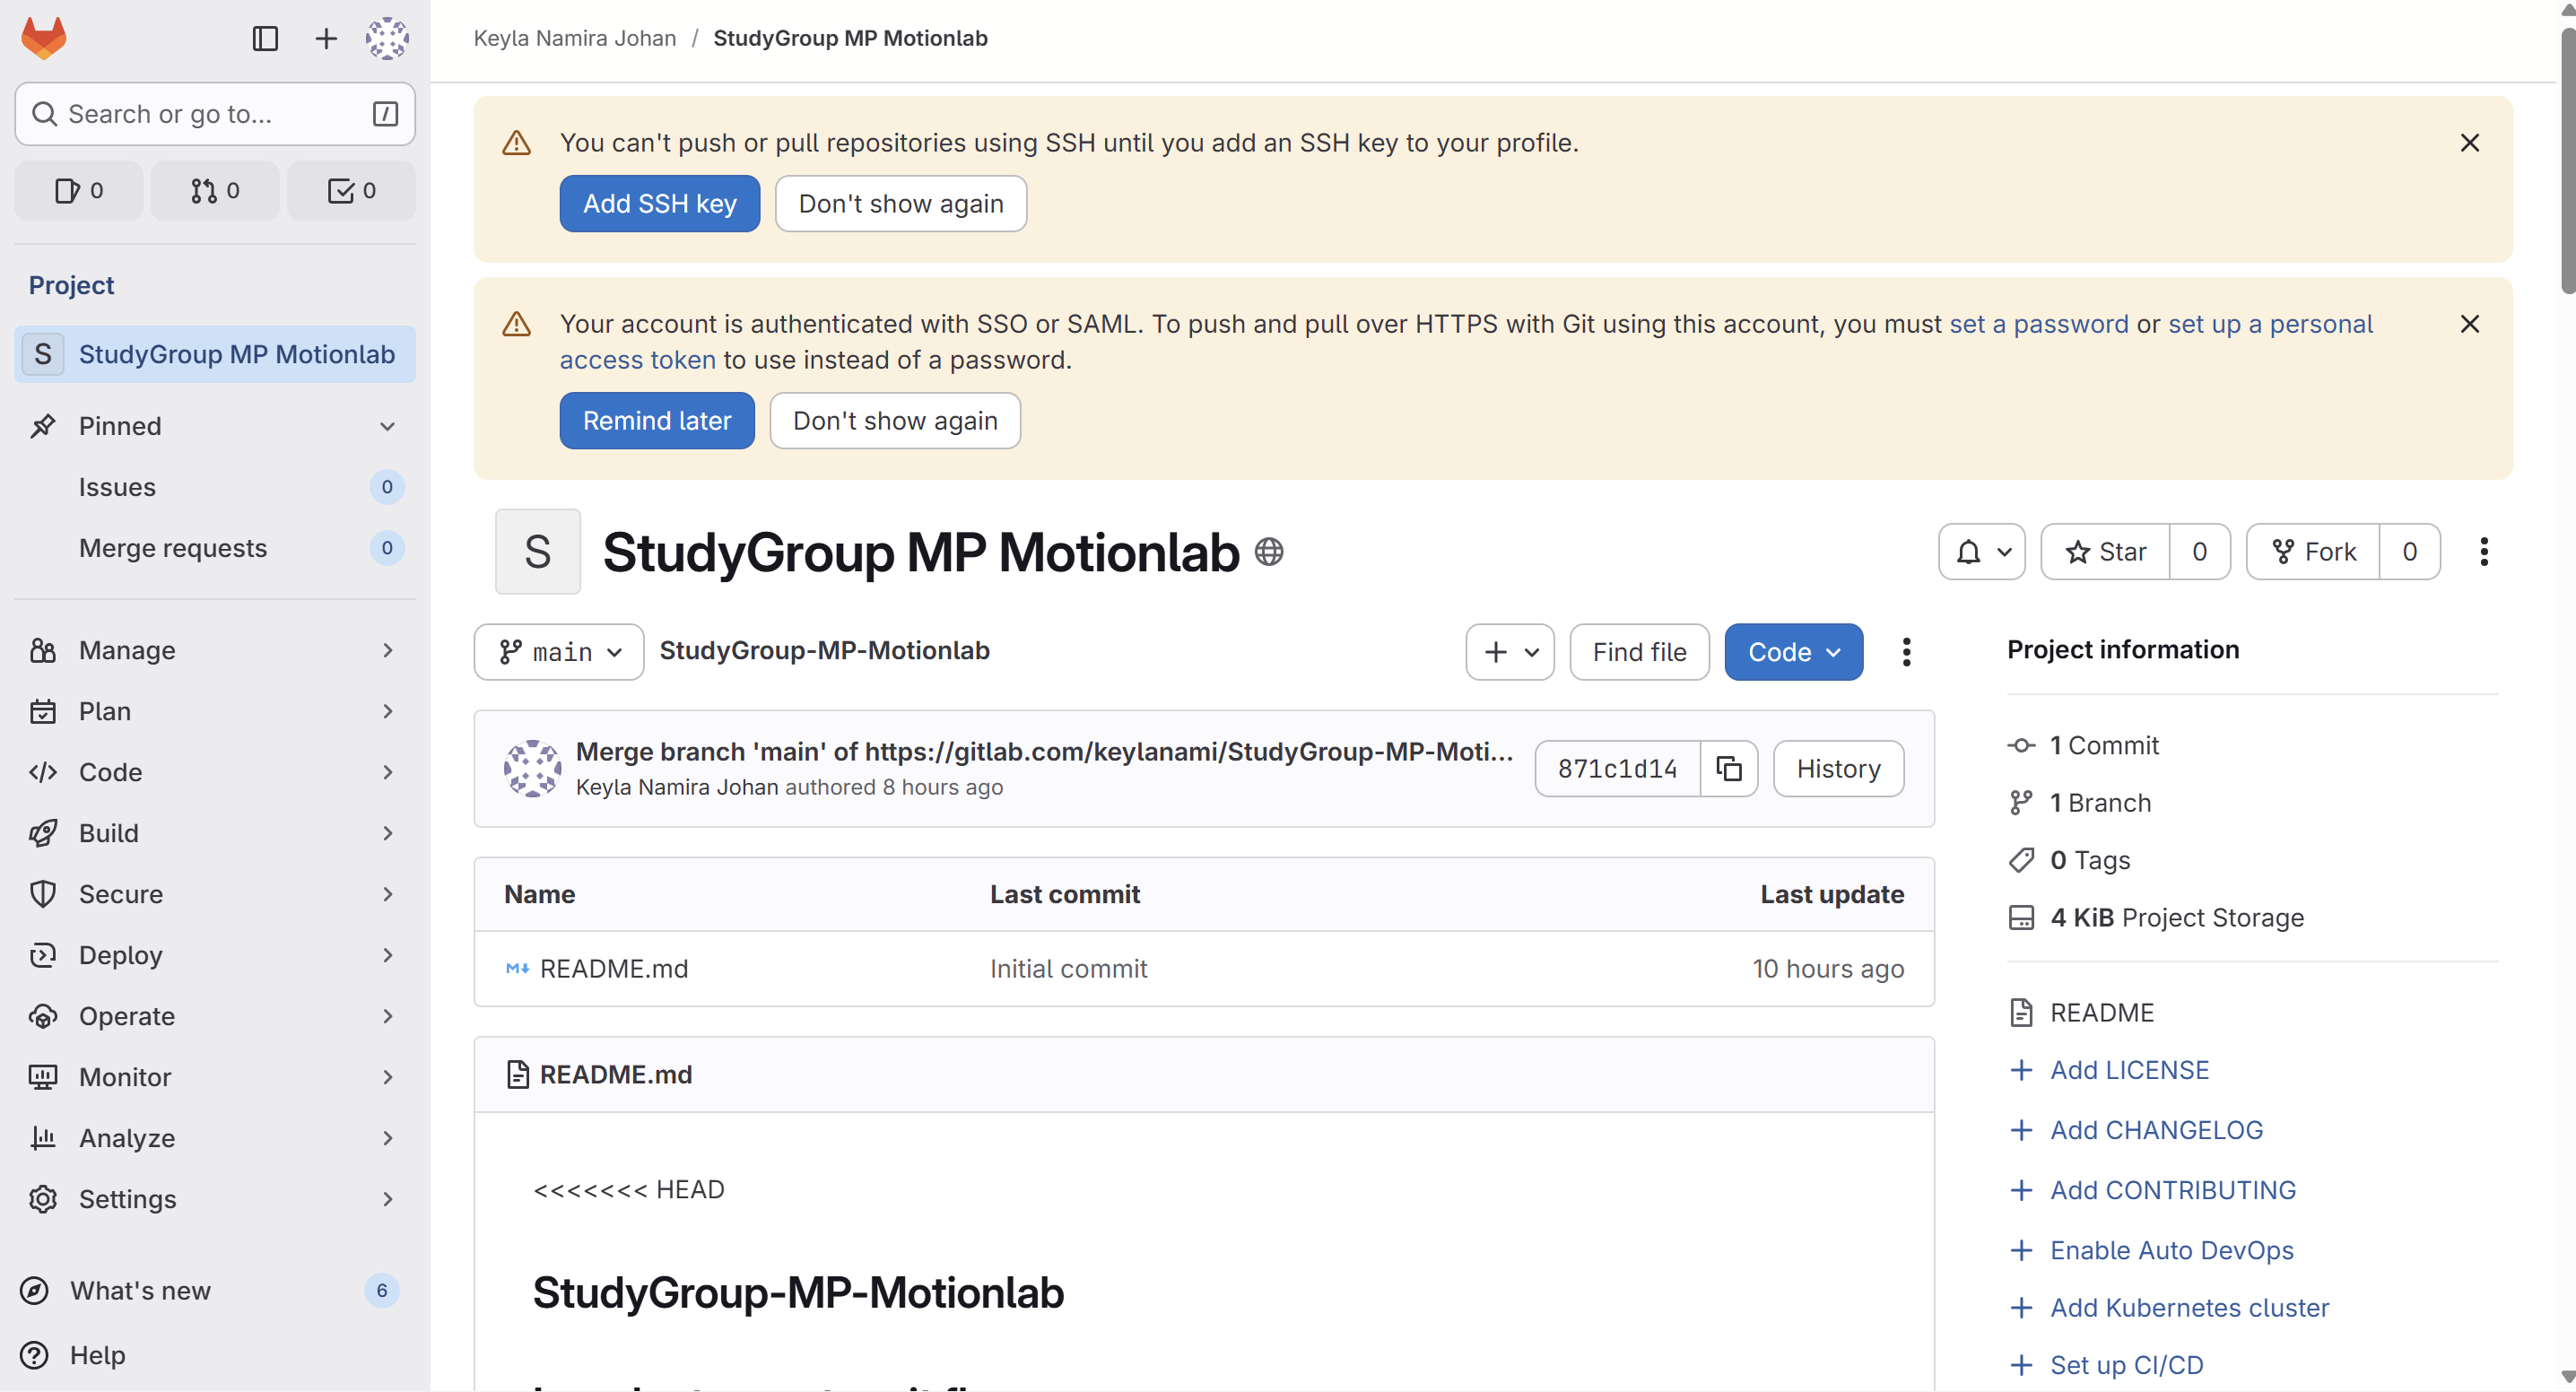 Keyla Namira Johan / StudyGroup MP Motionlab
Search or go to... /
0 0 0
Project
S StudyGroup MP Motionlab
Pinned
Issues 0
Merge requests 0
Manage
Plan
Code
Build
Secure
Deploy
Operate
Monitor
Analyze
Settings
What's new 6
Help
You can't push or pull repositories using SSH until you add an SSH key to your profile.
Add SSH key Don't show again
Your account is authenticated with SSO or SAML. To push and pull over HTTPS with Git using this account, you must set a password or set up a personal
access token to use instead of a password.
Remind later Don't show again
S StudyGroup MP Motionlab
Star 0 Fork 0
main StudyGroup-MP-Motionlab
Find file Code
Merge branch 'main' of https://gitlab.com/keylanami/StudyGroup-MP-Moti...
Keyla Namira Johan authored 8 hours ago
871c1d14 History
Name Last commit Last update
README.md Initial commit 10 hours ago
README.md
<<<<<<< HEAD
StudyGroup-MP-Motionlab
Project information
1 Commit
1 Branch
0 Tags
4 KiB Project Storage
README
Add LICENSE
Add CHANGELOG
Add CONTRIBUTING
Enable Auto DevOps
Add Kubernetes cluster
Set up CI/CD